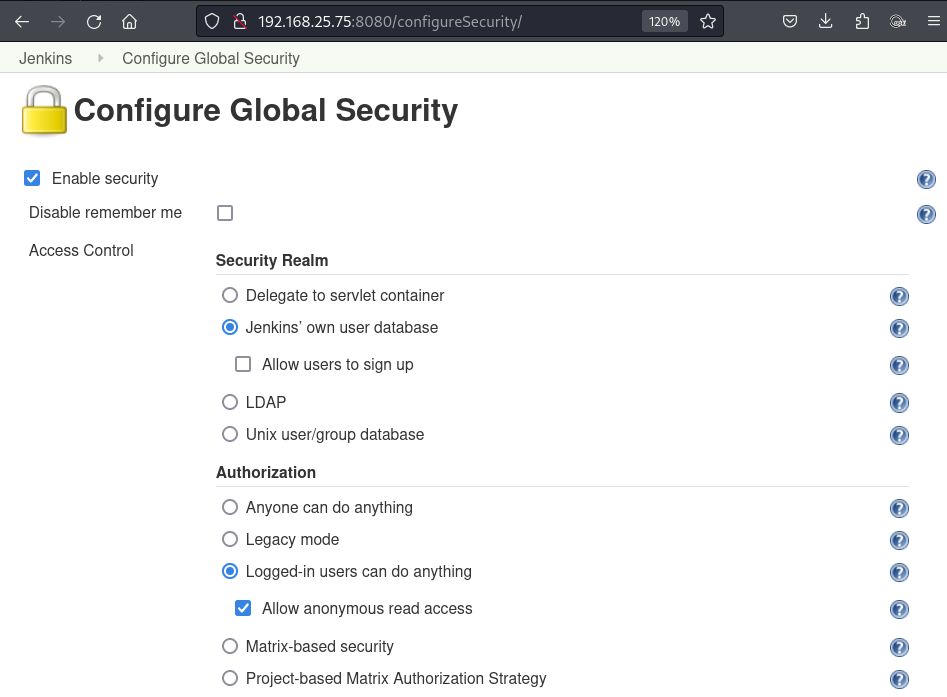 192.168.25.75:8080/configureSecurity/ 120%
Jenkins Configure Global Security
Configure Global Security
Enable security
Disable remember me
Access Control
Security Realm
Delegate to servlet container
Jenkins’ own user database
Allow users to sign up
LDAP
Unix user/group database
Authorization
Anyone can do anything
Legacy mode
Logged-in users can do anything
Allow anonymous read access
Matrix-based security
Project-based Matrix Authorization Strategy